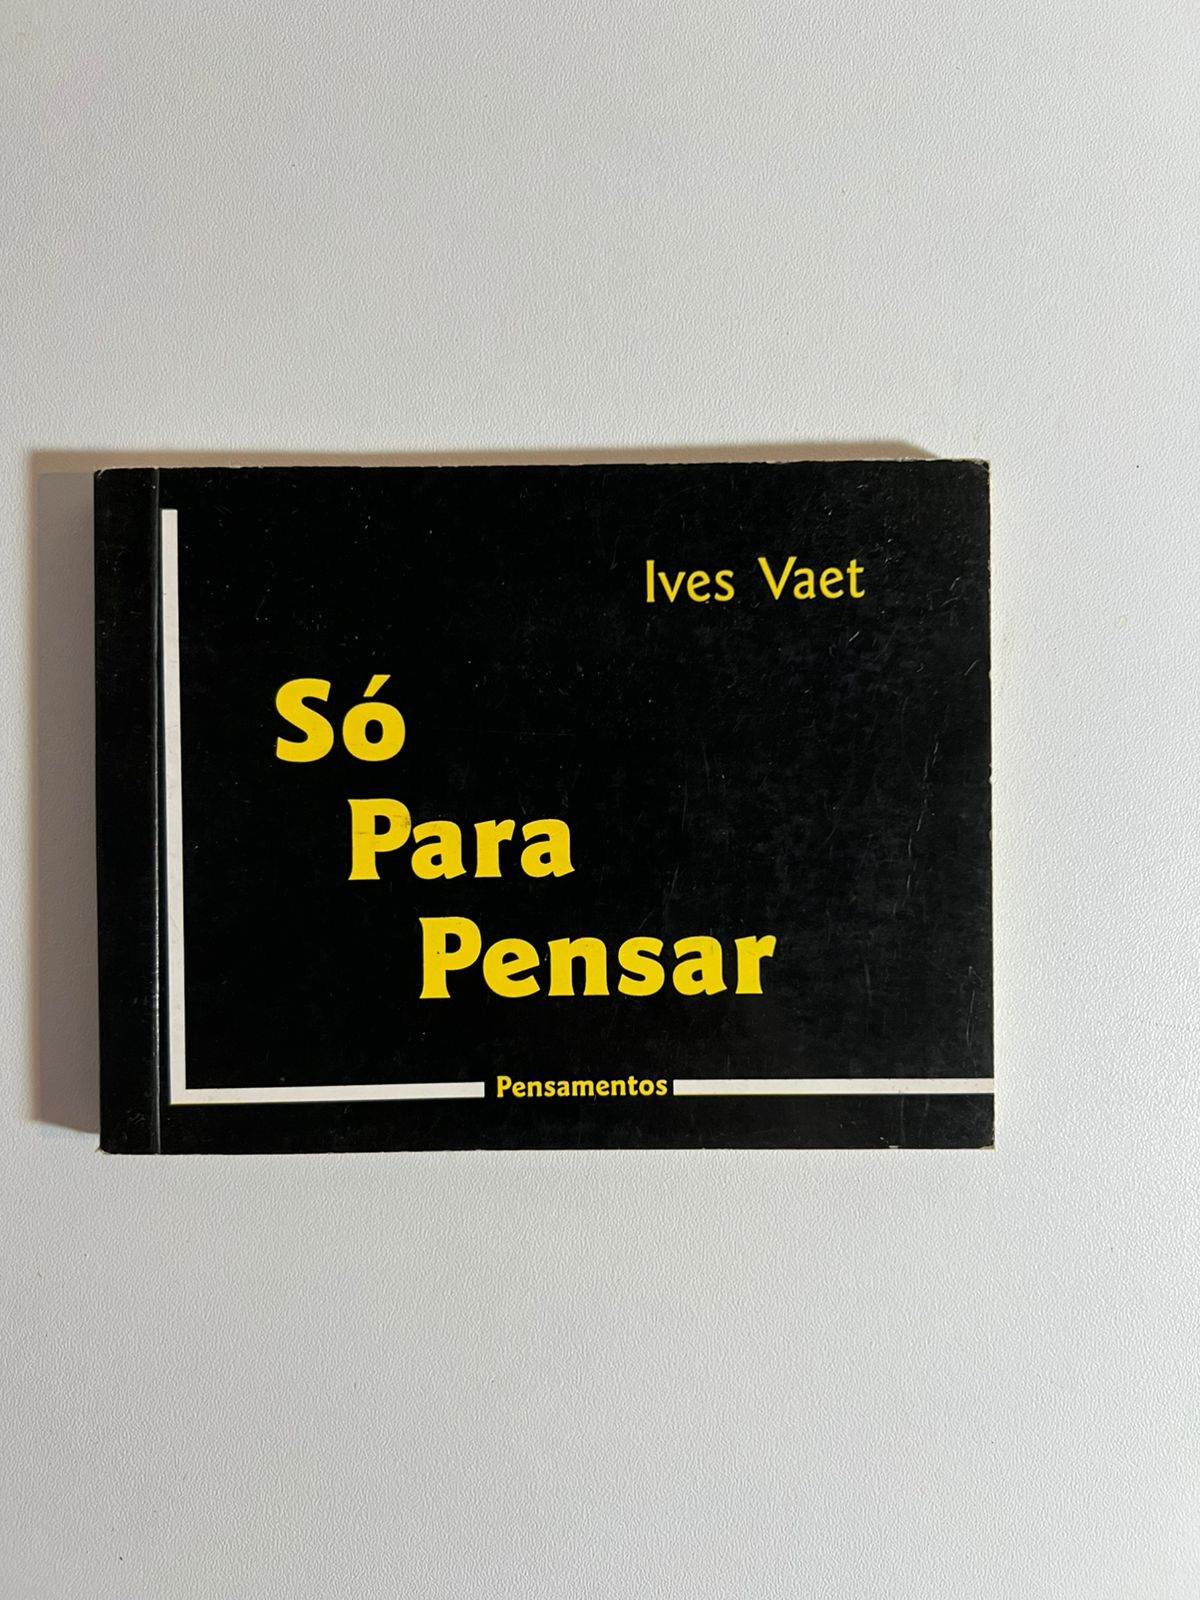 Ives Vaet
Só
Para
Pensar
Pensamentos